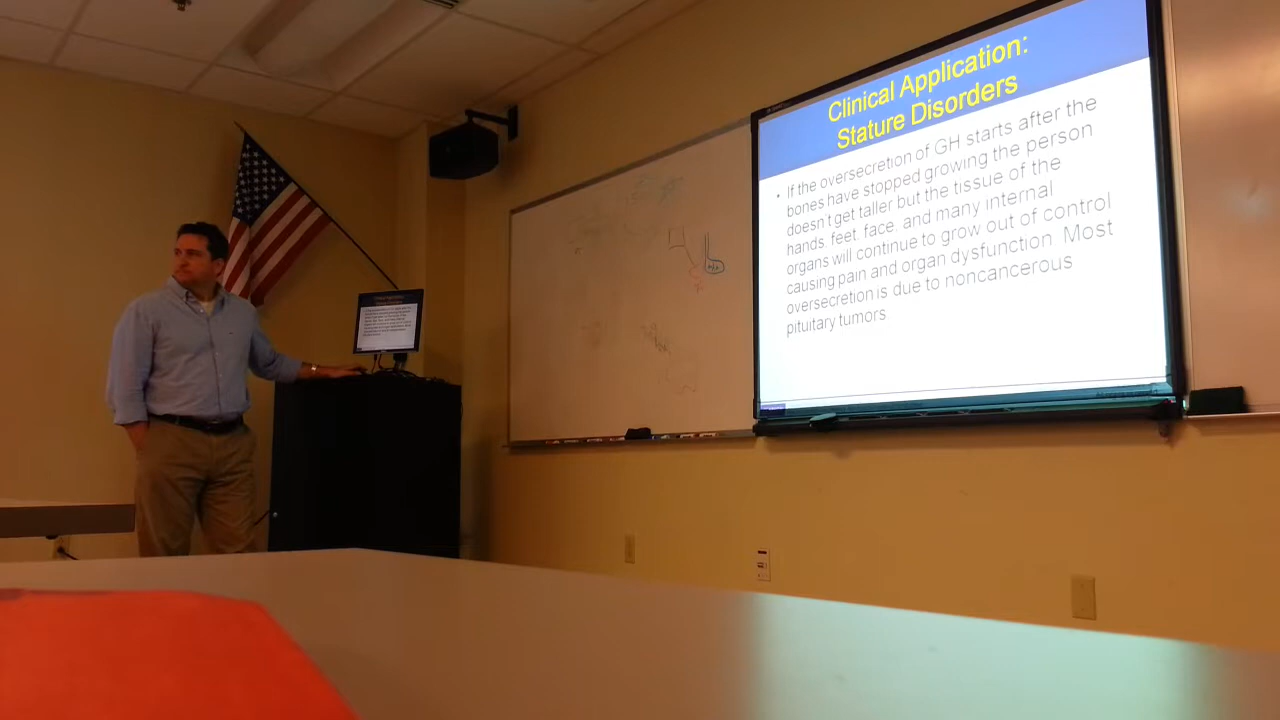 Clinical Application:
Stature Disorders
• If the oversecretion of GH starts after the
bones have stopped growing the person
doesn't get taller but the tissue of the
hands, feet, face, and many internal
organs will continue to grow out of control
causing pain and organ dysfunction. Most
oversecretion is due to noncancerous
pituitary tumors